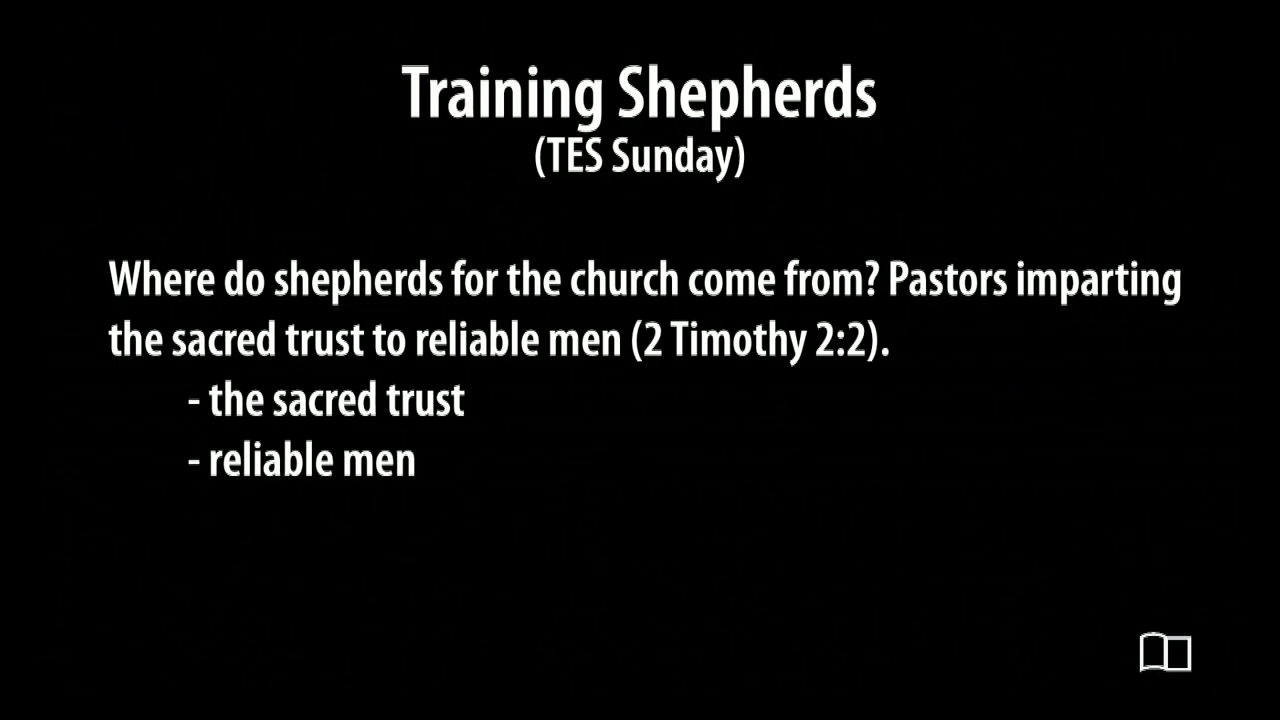 Training Shepherds
(TES Sunday)
Where do shepherds for the church come from? Pastors imparting
the sacred trust to reliable men (2 Timothy 2:2).
- the sacred trust
- reliable men